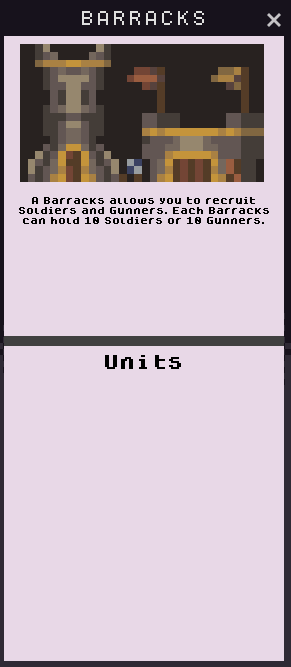 BARRACKS
A Barracks allows you to recruit
Soldiers and Gunners. Each Barracks
can hold 10 Soldiers or 10 Gunners.
Units